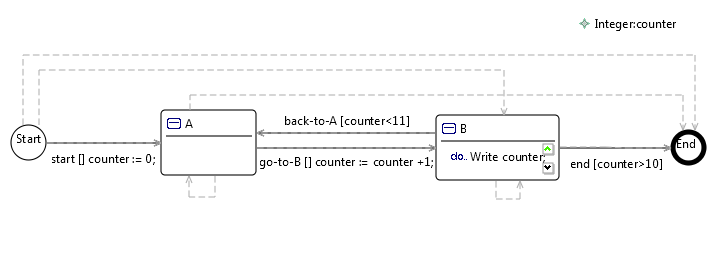 Integer:counter
Start
A
back-to-A [counter<11]
B
End
start [] counter := 0;
go-to-B [] counter := counter +1;
do.. Write counter;
end [counter>10]